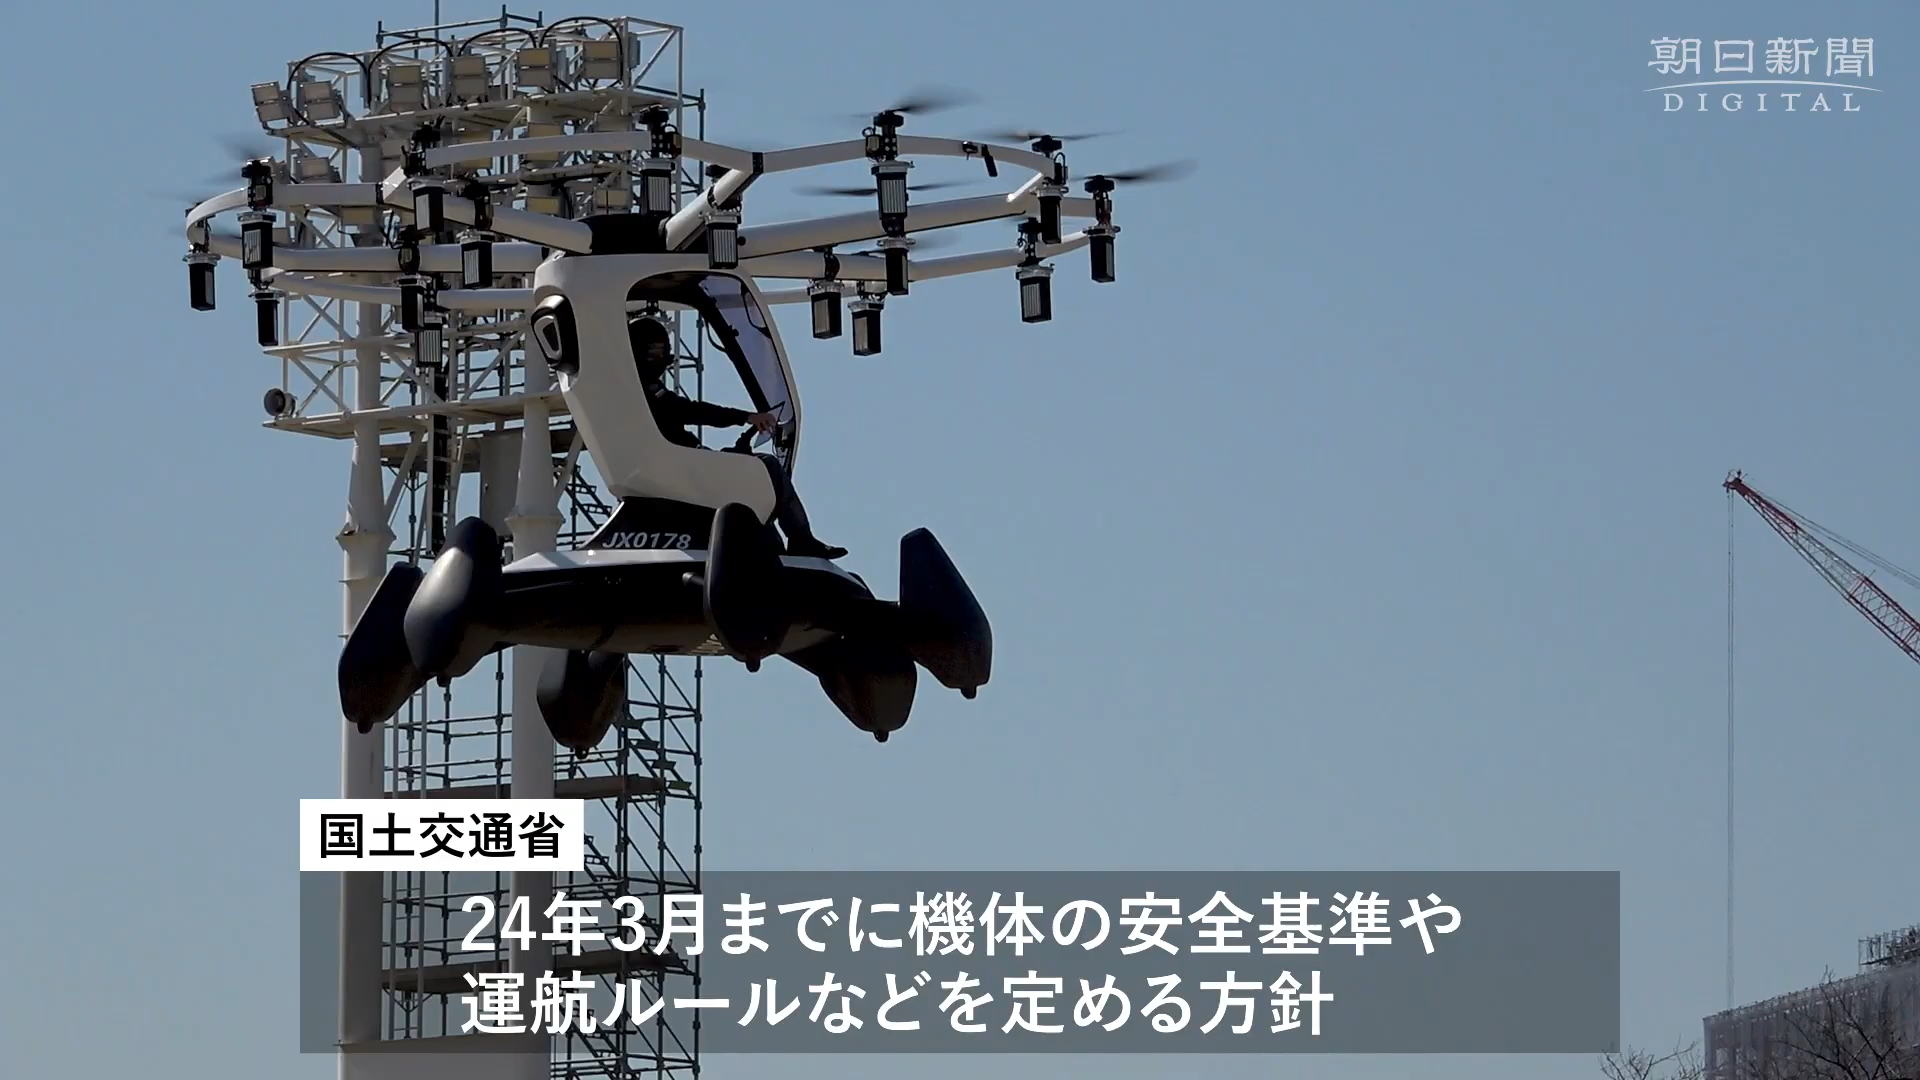 朝日新聞
DIGITAL
JX0178
国土交通省
24年3月までに機体の安全基準や
運航ルールなどを定める方針